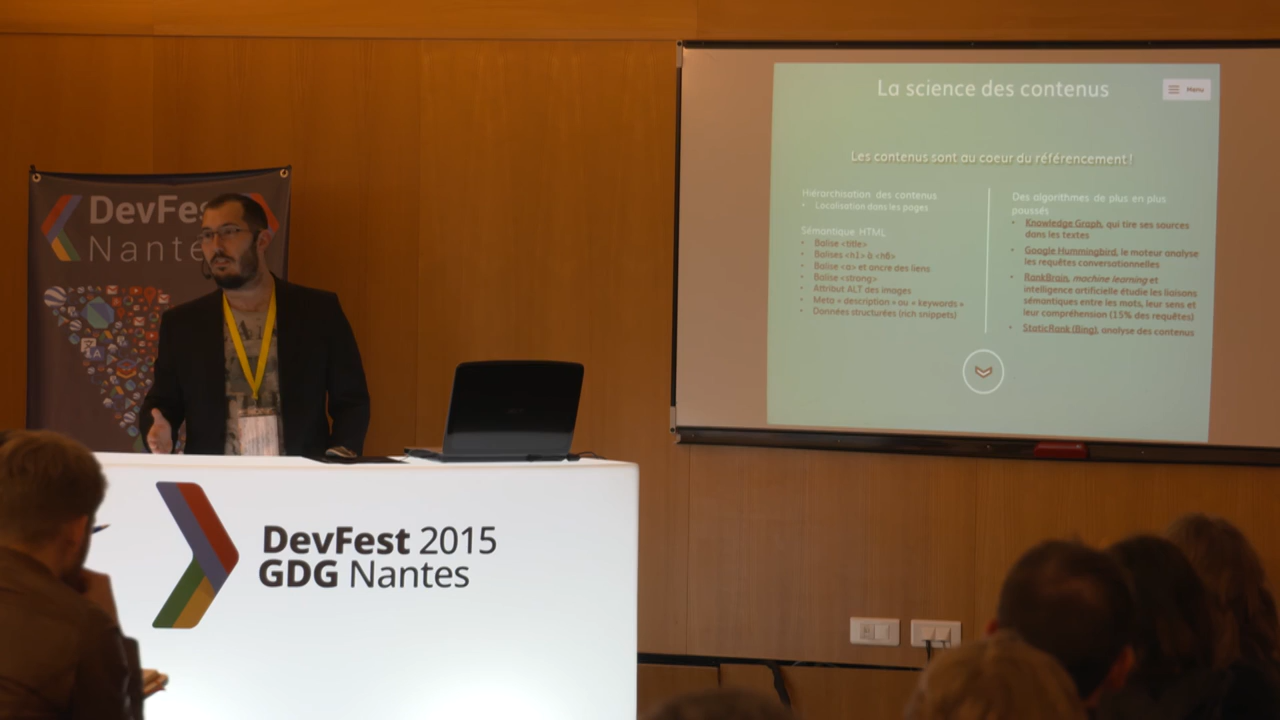 La science des contenus
Menu
Les contenus sont au coeur du référencement !
Hiérarchisation des contenus
• Localisation dans les pages
Sémantique HTML
• Balise <title>
• Balises <h1> à <h6>
• Balise <a> et ancre des liens
• Balise <strong>
• Attribut ALT des images
• Meta « description » ou « keywords »
• Données structurées (rich snippets)
Des algorithmes de plus en plus
poussés
• Knowledge Graph, qui tire ses sources
dans les textes
• Google Hummingbird, le moteur analyse
les requêtes conversationnelles
• RankBrain, machine learning et
intelligence artificielle étudie les liaisons
sémantiques entre les mots, leur sens et
leur compréhension (15% des requêtes)
• StaticRank (Bing), analyse des contenus
DevFes
Nante
DevFest 2015
GDG Nantes